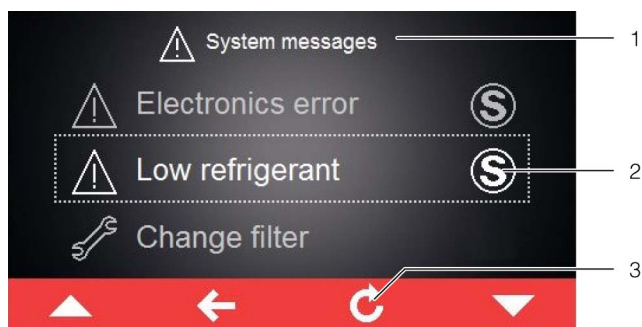 System messages 1
Electronics error S
Low refrigerant S 2
Change filter
3